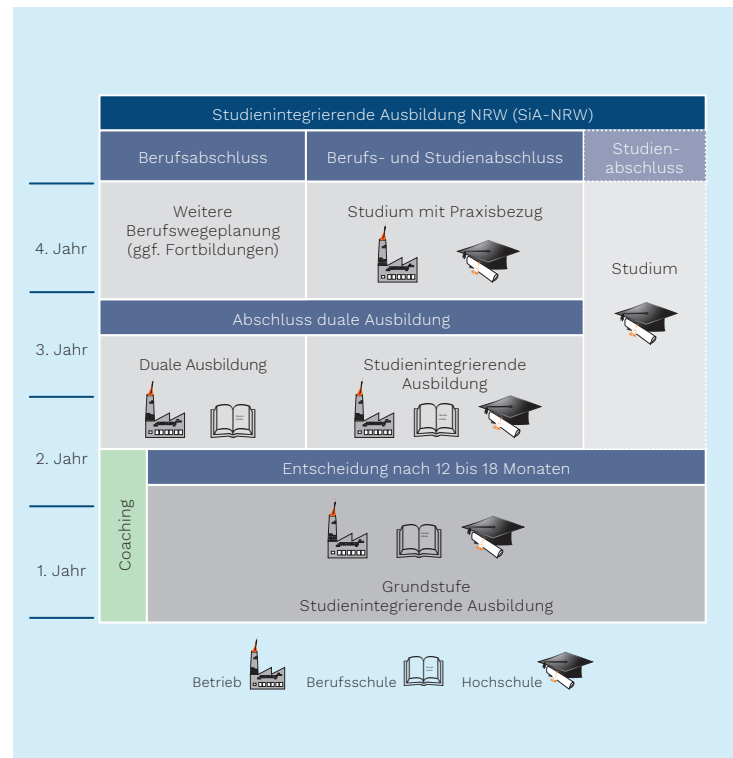 Studienintegrierende Ausbildung NRW (SiA-NRW)
Berufsabschluss
Berufs- und Studienabschluss
Studien-
abschluss
4. Jahr
Weitere
Berufswegeplanung
(ggf. Fortbildungen)
Studium mit Praxisbezug
Studium
Abschluss duale Ausbildung
3. Jahr
Duale Ausbildung
Studienintegrierende
Ausbildung
2. Jahr
Entscheidung nach 12 bis 18 Monaten
Coaching
1. Jahr
Grundstufe
Studienintegrierende Ausbildung
Betrieb
Berufsschule
Hochschule